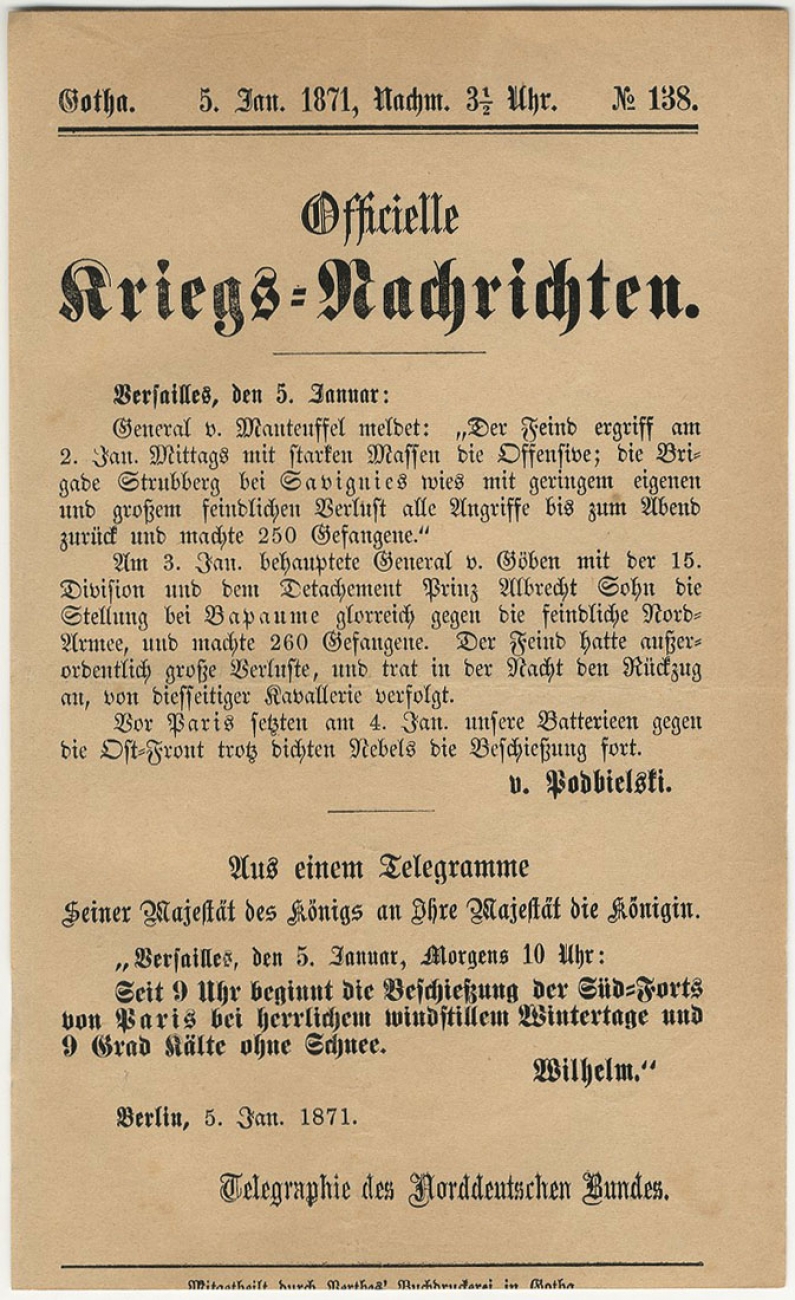 Gotha. 5. Jan. 1871, Nachm. 3½ Uhr. № 138.
Officielle
Kriegs=Nachrichten.
Versailles, den 5. Januar:
General v. Manteuffel meldet: „Der Feind ergriff am
2. Jan. Mittags mit starken Massen die Offensive; die Bri=
gade Strubberg bei Savignies wies mit geringem eigenen
und großem feindlichen Verlust alle Angriffe bis zum Abend
zurück und machte 250 Gefangene.“
Am 3. Jan. behauptete General v. Göben mit der 15.
Division und dem Detachement Prinz Albrecht Sohn die
Stellung bei Bapaume glorreich gegen die feindliche Nord=
Armee, und machte 260 Gefangene. Der Feind hatte außer=
ordentlich große Verluste, und trat in der Nacht den Rückzug
an, von diesseitiger Kavallerie verfolgt.
Vor Paris setzten am 4. Jan. unsere Batterieen gegen
die Ost=Front trotz dichten Nebels die Beschießung fort.
v. Podbielski.
Aus einem Telegramme
Seiner Majestät des Königs an Ihre Majestät die Königin.
„Versailles, den 5. Januar, Morgens 10 Uhr:
Seit 9 Uhr beginnt die Beschießung der Süd=Forts
von Paris bei herrlichem windstillem Wintertage und
9 Grad Kälte ohne Schnee.
Wilhelm.“
Berlin, 5. Jan. 1871.
Telegraphie des Norddeutschen Bundes.
Mitgetheilt durch Perthes' Buchdruckerei in Gotha.